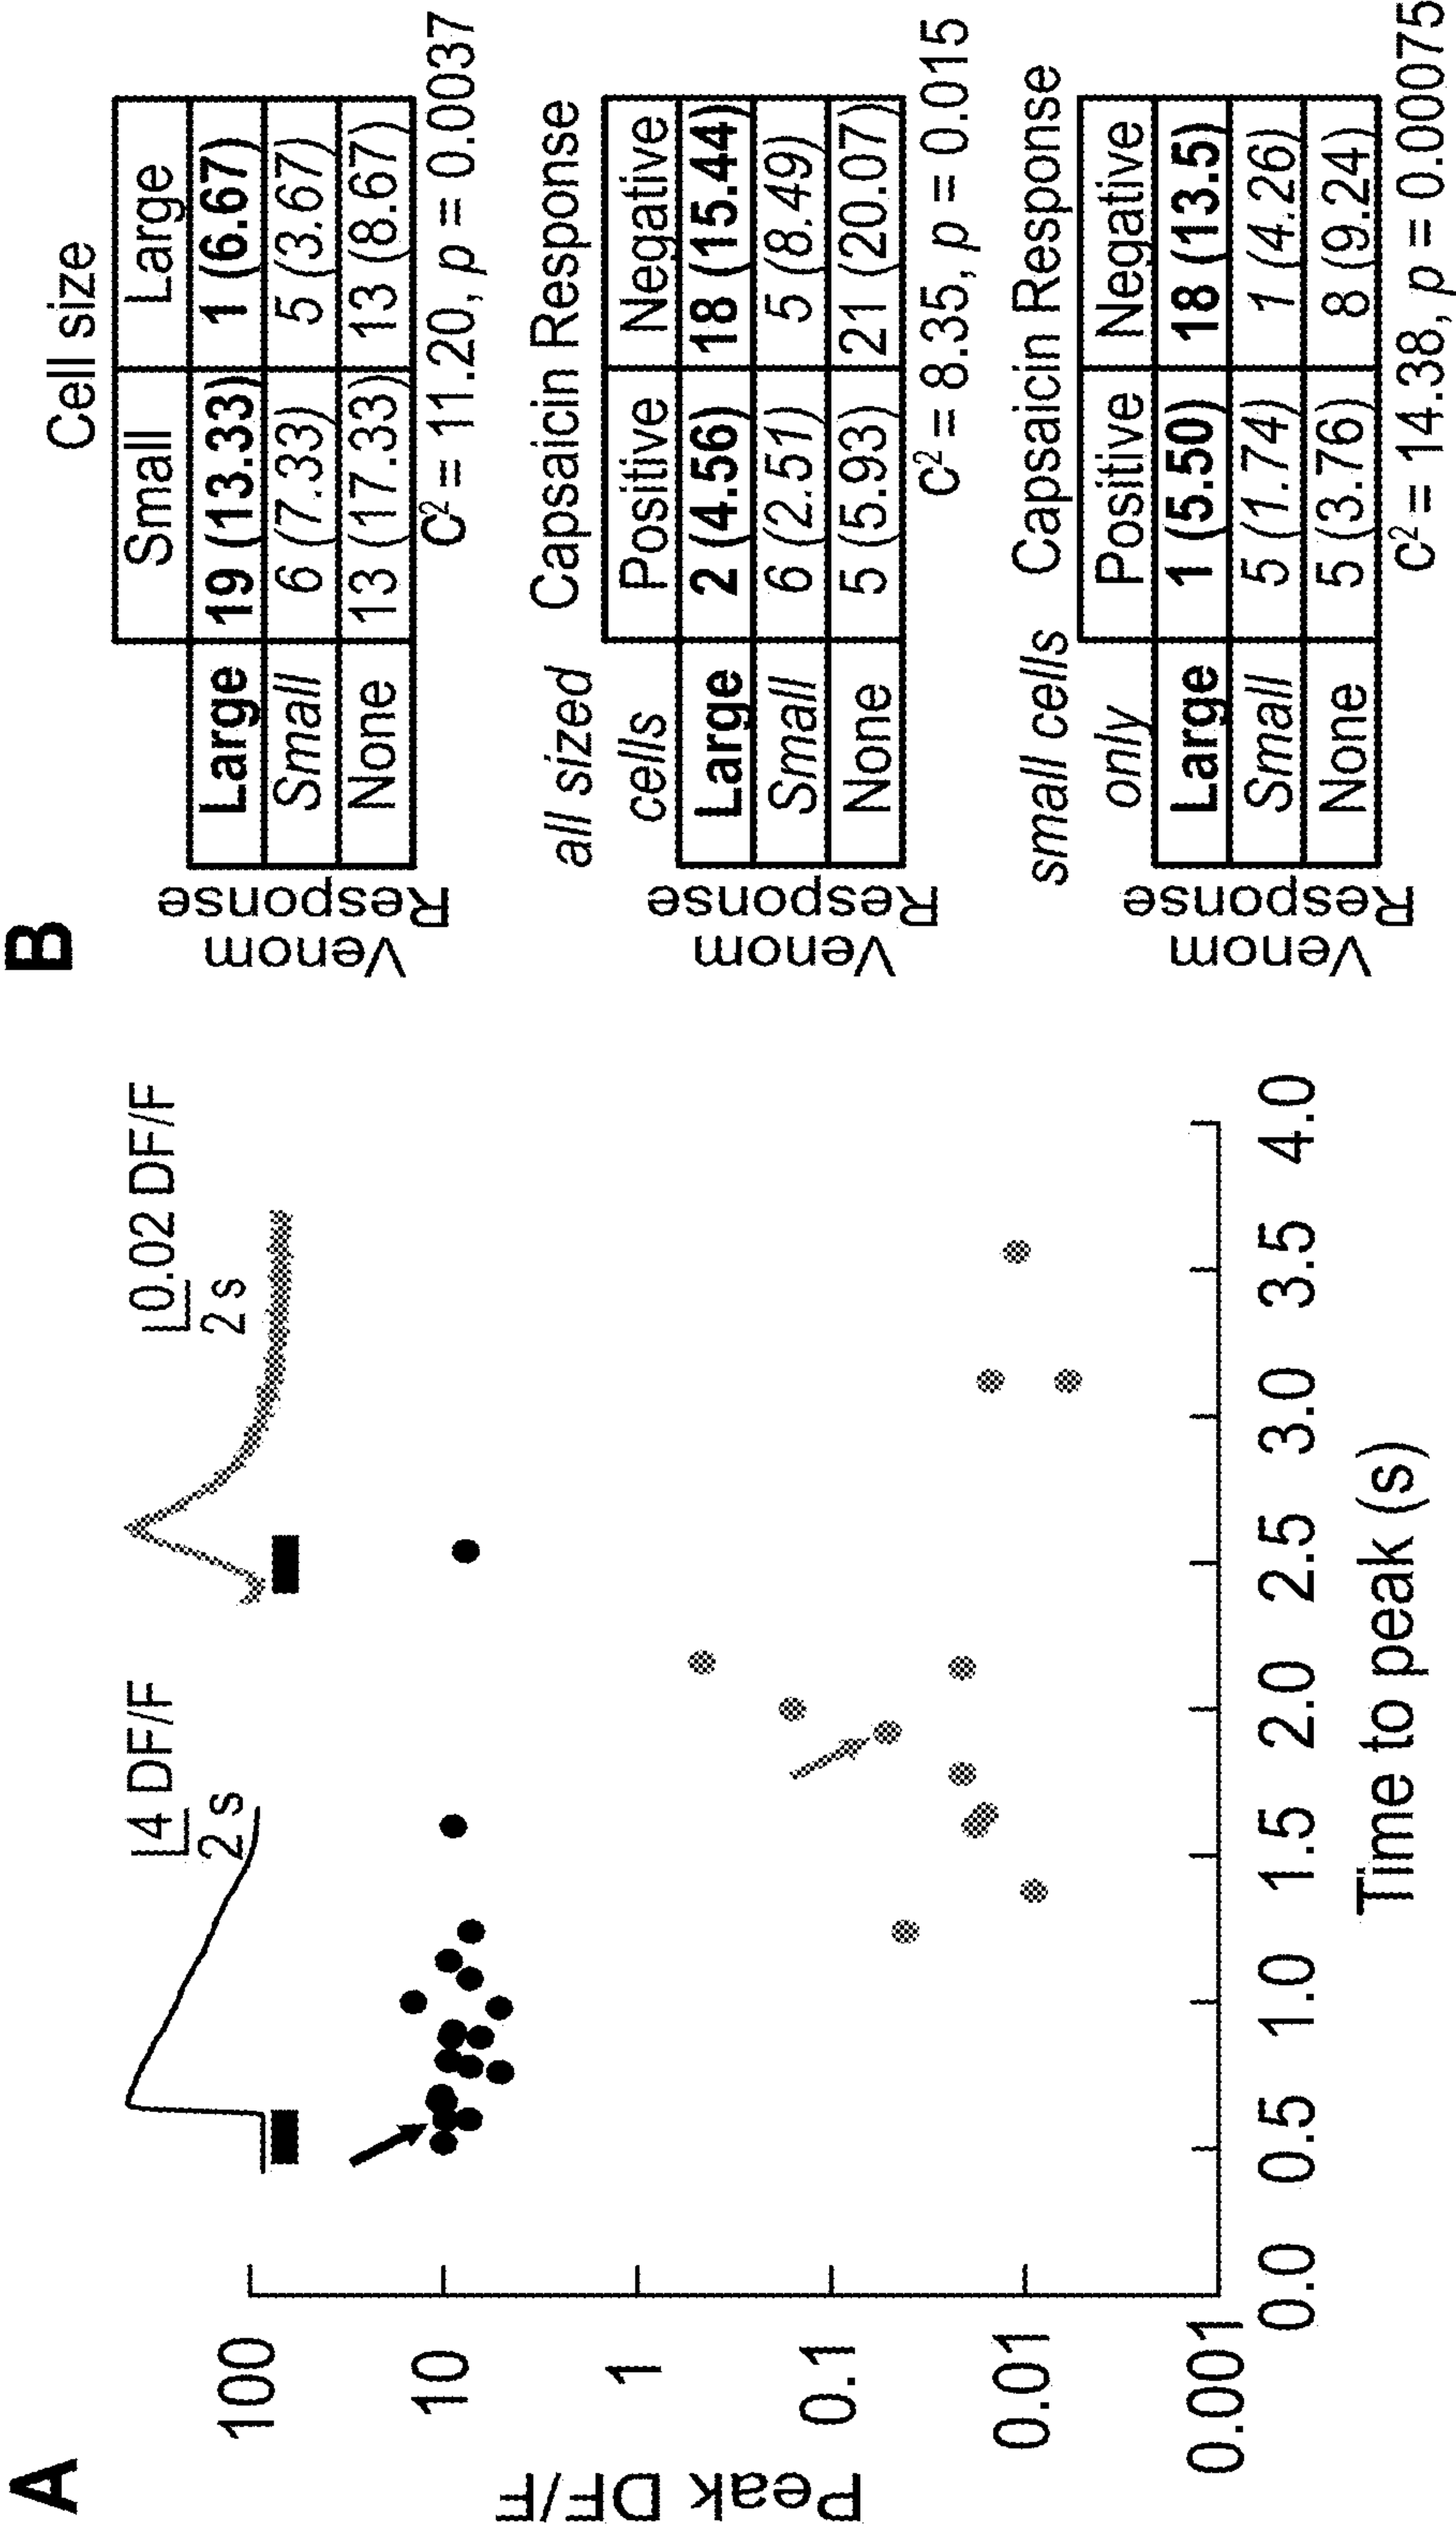 A
100
10
1
0.1
0.01
0.001
Peak DF/F
0.0 0.5 1.0 1.5 2.0 2.5 3.0 3.5 4.0
Time to peak (s)
4 DF/F
2 s
0.02 DF/F
2 s
B
Cell size
Small Large
Venom Response
Large 19 (13.33) 1 (6.67)
Small 6 (7.33) 5 (3.67)
None 13 (17.33) 13 (8.67)
c² = 11.20, p = 0.0037
all sized cells Capsaicin Response
Positive Negative
Venom Response
Large 2 (4.56) 18 (15.44)
Small 6 (2.51) 5 (8.49)
None 5 (5.93) 21 (20.07)
c² = 8.35, p = 0.015
small cells only Capsaicin Response
Positive Negative
Venom Response
Large 1 (5.50) 18 (13.5)
Small 5 (1.74) 1 (4.26)
None 5 (3.76) 8 (9.24)
c² = 14.38, p = 0.00075